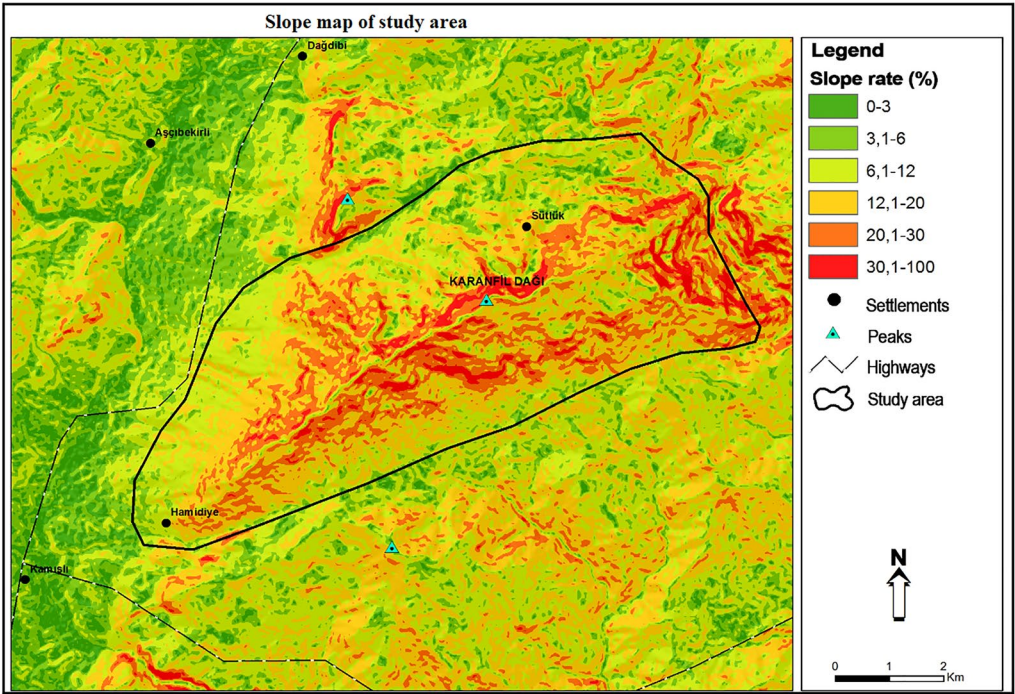 Slope map of study area
Dağdibi
Aşcıbekirli
Sütlük
KARANFİL DAĞI
Hamidiye
Kamışlı
Legend
Slope rate (%)
0-3
3,1-6
6,1-12
12,1-20
20,1-30
30,1-100
Settlements
Peaks
Highways
Study area
N
0 1 2
Km